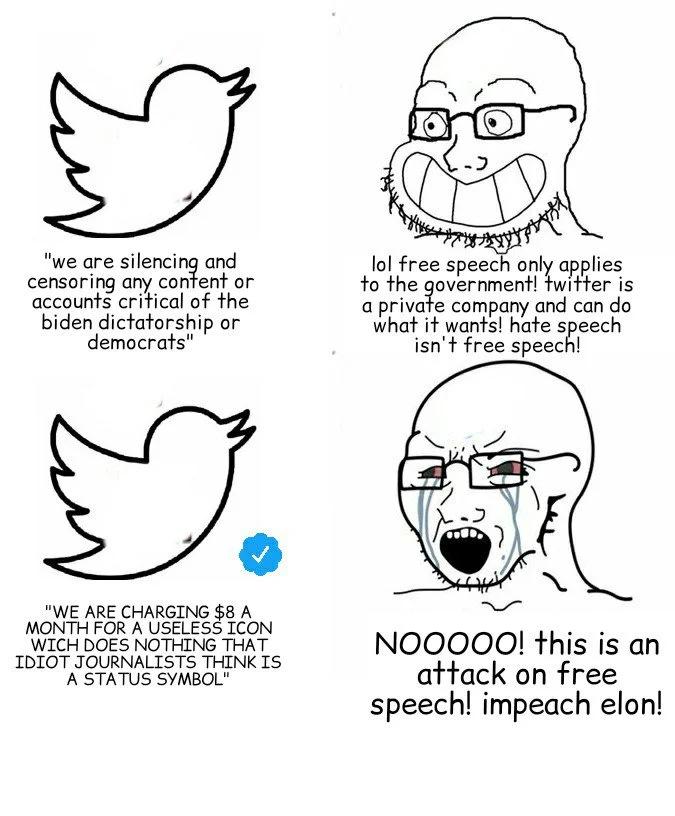 "we are silencing and
censoring any content or
accounts critical of the
biden dictatorship or
democrats"
lol free speech only applies
to the government! twitter is
a private company and can do
what it wants! hate speech
isn't free speech!
"WE ARE CHARGING $8 A
MONTH FOR A USELESS ICON
WICH DOES NOTHING THAT
IDIOT JOURNALISTS THINK IS
A STATUS SYMBOL"
NOOOOO! this is an
attack on free
speech! impeach elon!